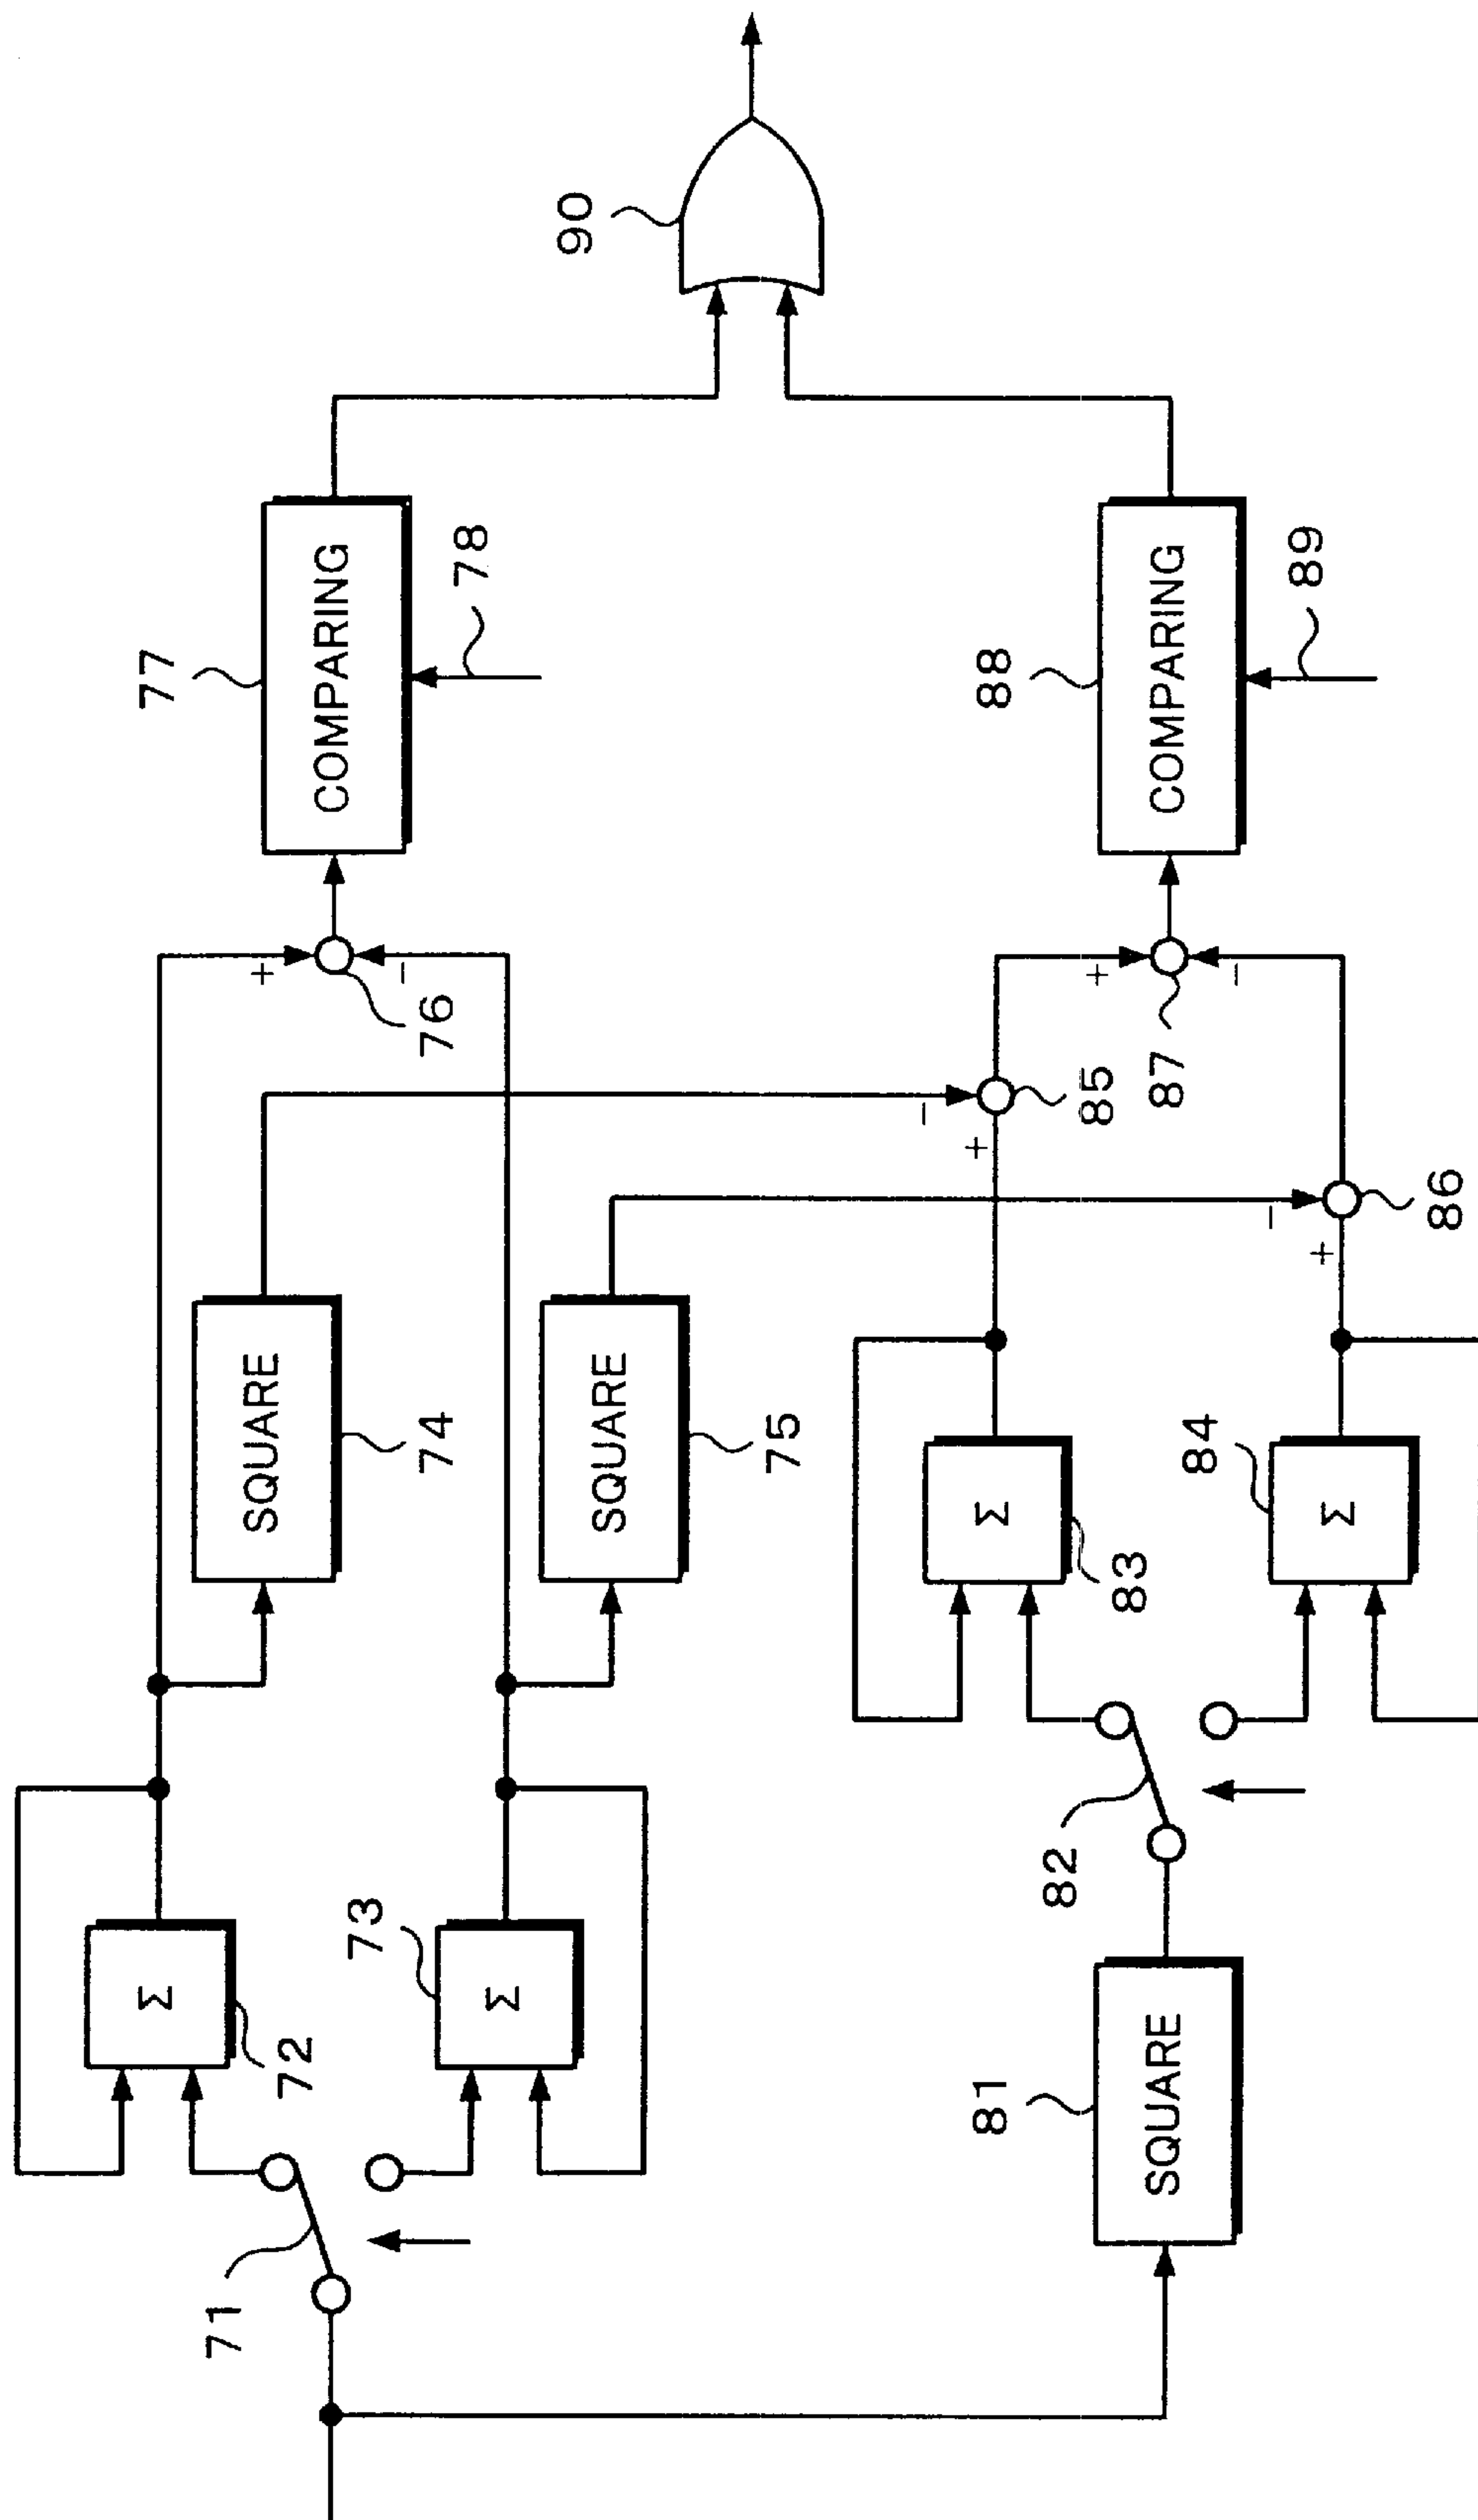 Σ
77
71
+
SQUARE
72
COMPARING
73
−
74
76
78
Σ
90
SQUARE
75
−
+
81
Σ
88
82
85
+
83
SQUARE
87
COMPARING
84
−
−
89
+
Σ
86